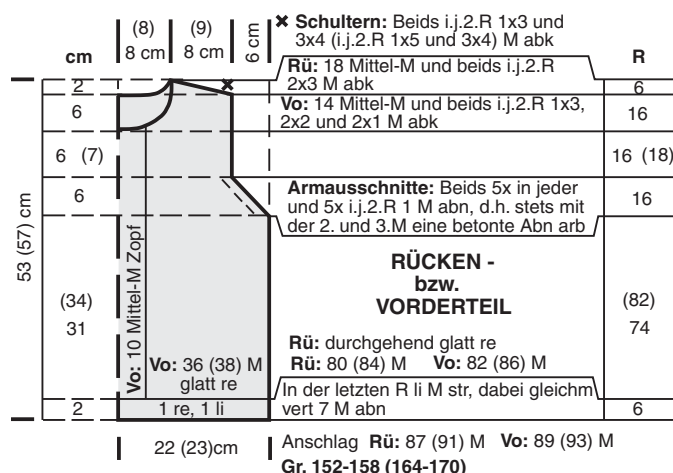 (8) (9)
8 cm 8 cm 6 cm
✖ Schultern: Beids i.j.2.R 1x3 und
3x4 (i.j.2.R 1x5 und 3x4) M abk
cm
R
Rü: 18 Mittel-M und beids i.j.2.R
2x3 M abk
2
6
Vo: 14 Mittel-M und beids i.j.2.R 1x3,
2x2 und 2x1 M abk
6
16
6 (7)
16 (18)
6
16
Armausschnitte: Beids 5x in jeder
und 5x i.j.2.R 1 M abn, d.h. stets mit
der 2. und 3.M eine betonte Abn arb
53 (57) cm
(34)
31
(82)
74
Vo: 10 Mittel-M Zopf
RÜCKEN -
bzw.
VORDERTEIL
Vo: 36 (38) M
glatt re
Rü: durchgehend glatt re
Rü: 80 (84) M Vo: 82 (86) M
In der letzten R li M str, dabei gleichm
vert 7 M abn
2
1 re, 1 li
6
22 (23)cm
Anschlag Rü: 87 (91) M Vo: 89 (93) M
Gr. 152-158 (164-170)